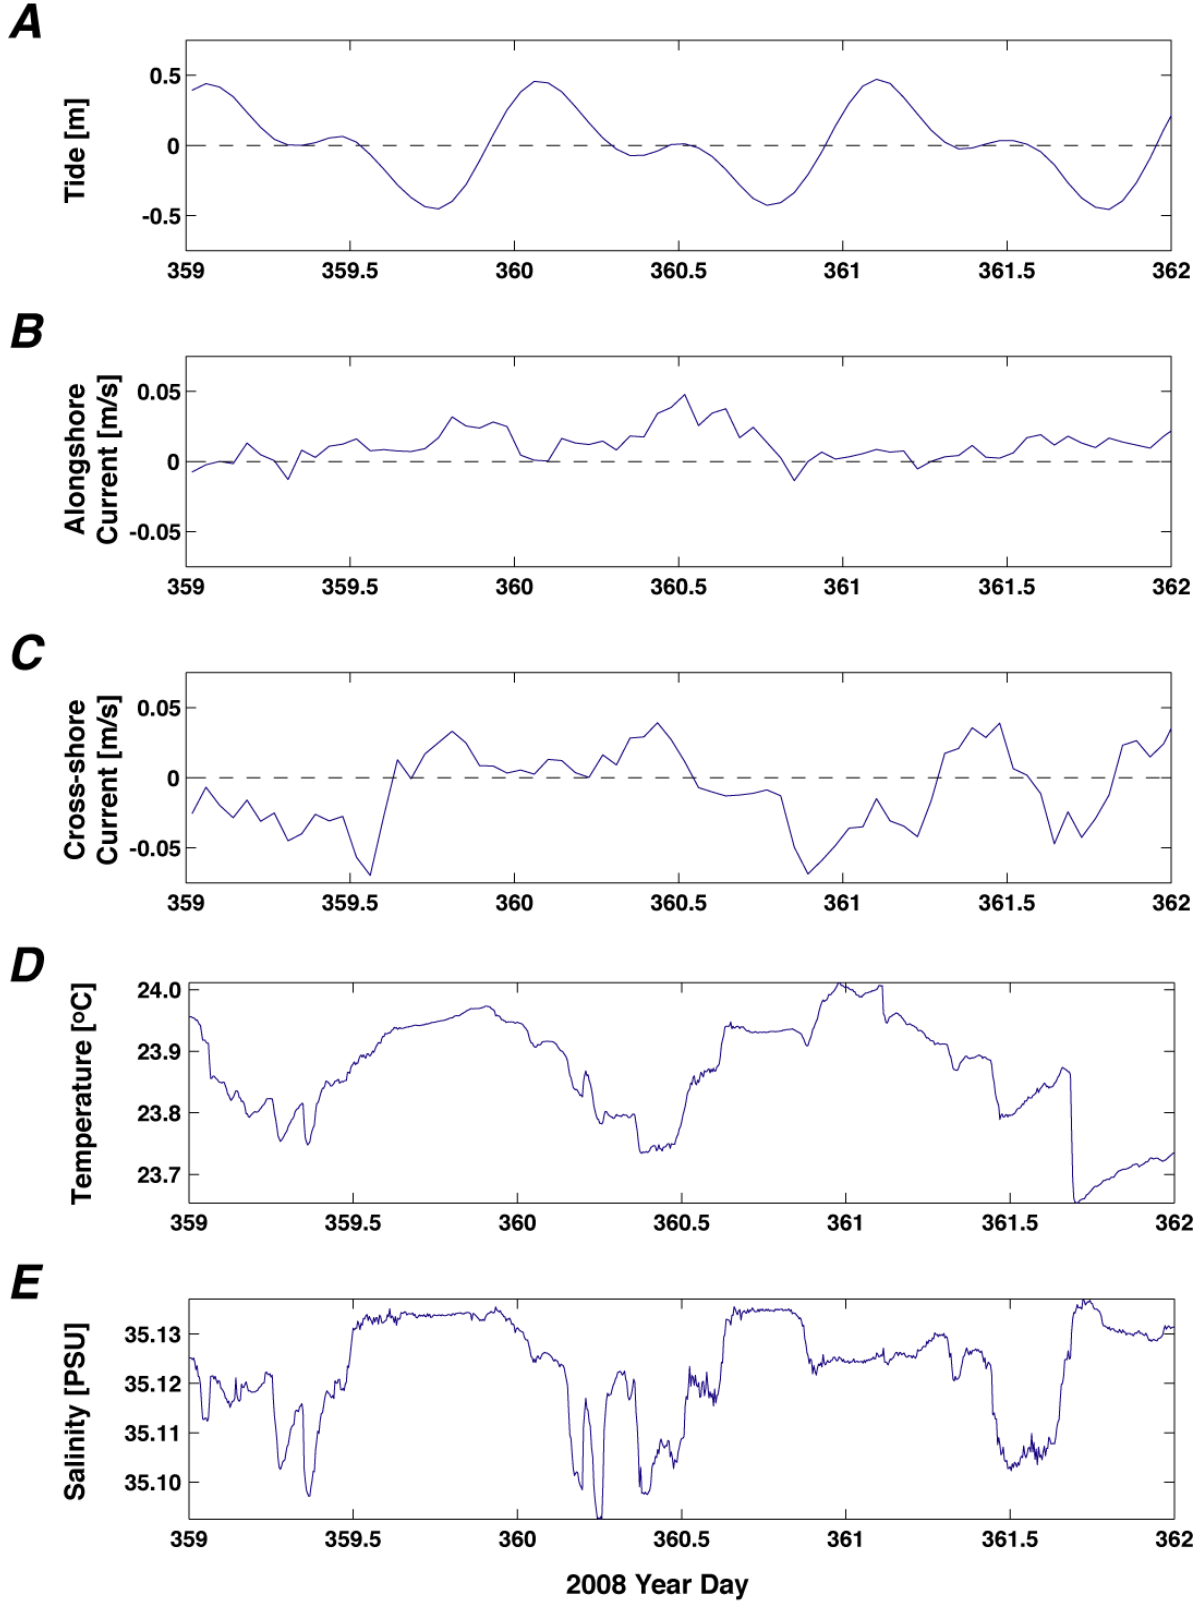 A
Tide [m]
0.5
0
-0.5
359 359.5 360 360.5 361 361.5 362
B
Alongshore
Current [m/s]
0.05
0
-0.05
359 359.5 360 360.5 361 361.5 362
C
Cross-shore
Current [m/s]
0.05
0
-0.05
359 359.5 360 360.5 361 361.5 362
D
Temperature [oC]
24.0
23.9
23.8
23.7
359 359.5 360 360.5 361 361.5 362
E
Salinity [PSU]
35.13
35.12
35.11
35.10
359 359.5 360 360.5 361 361.5 362
2008 Year Day